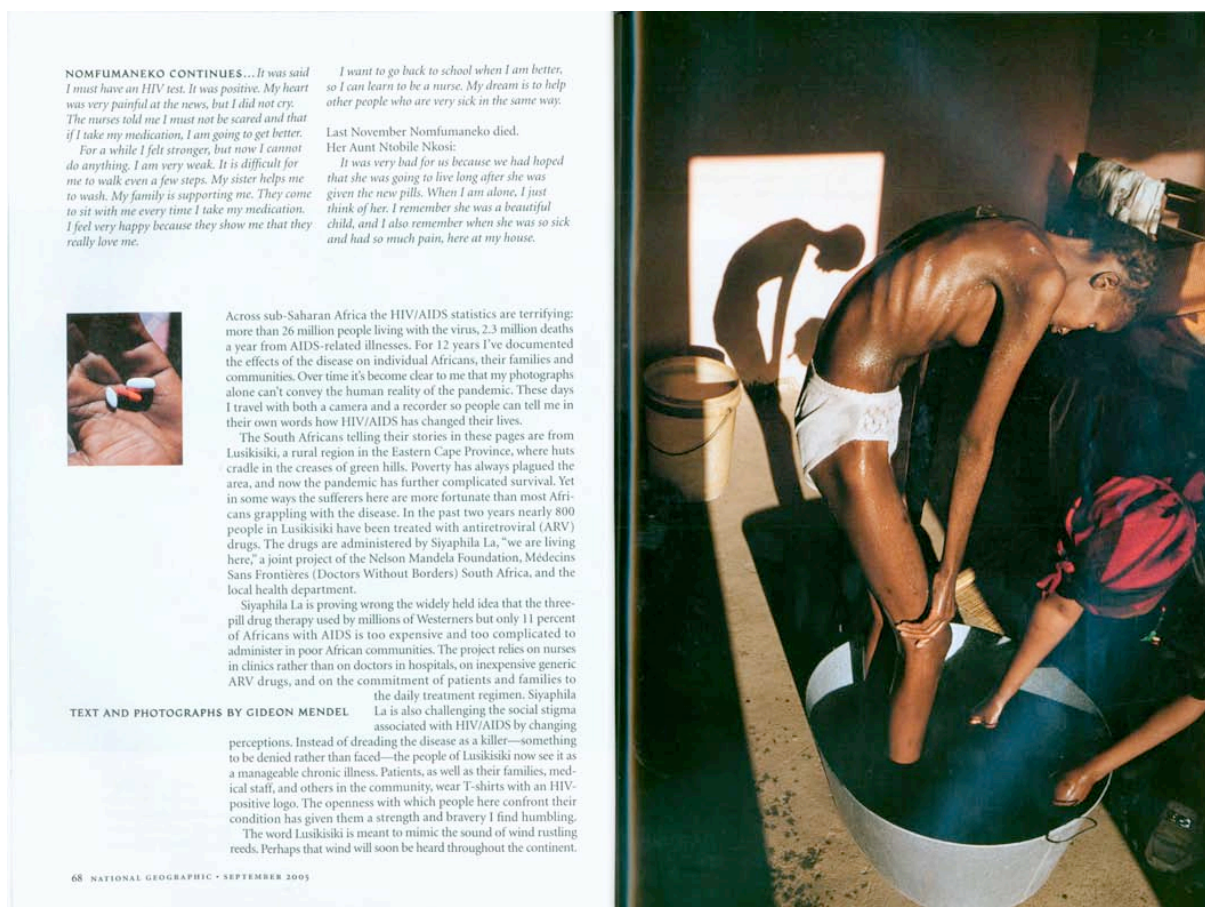 NOMFUMANEKO CONTINUES...It was said
I must have an HIV test. It was positive. My heart
was very painful at the news, but I did not cry.
The nurses told me I must not be scared and that
if I take my medication, I am going to get better.
For a while I felt stronger, but now I cannot
do anything. I am very weak. It is difficult for
me to walk even a few steps. My sister helps me
to wash. My family is supporting me. They come
to sit with me every time I take my medication.
I feel very happy because they show me that they
really love me.
I want to go back to school when I am better,
so I can learn to be a nurse. My dream is to help
other people who are very sick in the same way.
Last November Nomfumaneko died.
Her Aunt Ntobile Nkosi:
It was very bad for us because we had hoped
that she was going to live long after she was
given the new pills. When I am alone, I just
think of her. I remember she was a beautiful
child, and I also remember when she was so sick
and had so much pain, here at my house.
Across sub-Saharan Africa the HIV/AIDS statistics are terrifying:
more than 26 million people living with the virus, 2.3 million deaths
a year from AIDS-related illnesses. For 12 years I've documented
the effects of the disease on individual Africans, their families and
communities. Over time it's become clear to me that my photographs
alone can't convey the human reality of the pandemic. These days
I travel with both a camera and a recorder so people can tell me in
their own words how HIV/AIDS has changed their lives.
The South Africans telling their stories in these pages are from
Lusikisiki, a rural region in the Eastern Cape Province, where huts
cradle in the creases of green hills. Poverty has always plagued the
area, and now the pandemic has further complicated survival. Yet
in some ways the sufferers here are more fortunate than most Afri-
cans grappling with the disease. In the past two years nearly 800
people in Lusikisiki have been treated with antiretroviral (ARV)
drugs. The drugs are administered by Siyaphila La, "we are living
here," a joint project of the Nelson Mandela Foundation, Médecins
Sans Frontières (Doctors Without Borders) South Africa, and the
local health department.
Siyaphila La is proving wrong the widely held idea that the three-
pill drug therapy used by millions of Westerners but only 11 percent
of Africans with AIDS is too expensive and too complicated to
administer in poor African communities. The project relies on nurses
in clinics rather than on doctors in hospitals, on inexpensive generic
ARV drugs, and on the commitment of patients and families to
the daily treatment regimen. Siyaphila
La is also challenging the social stigma
associated with HIV/AIDS by changing
perceptions. Instead of dreading the disease as a killer—something
to be denied rather than faced—the people of Lusikisiki now see it as
a manageable chronic illness. Patients, as well as their families, med-
ical staff, and others in the community, wear T-shirts with an HIV-
positive logo. The openness with which people here confront their
condition has given them a strength and bravery I find humbling.
The word Lusikisiki is meant to mimic the sound of wind rustling
reeds. Perhaps that wind will soon be heard throughout the continent.
TEXT AND PHOTOGRAPHS BY GIDEON MENDEL
68 NATIONAL GEOGRAPHIC • SEPTEMBER 2005